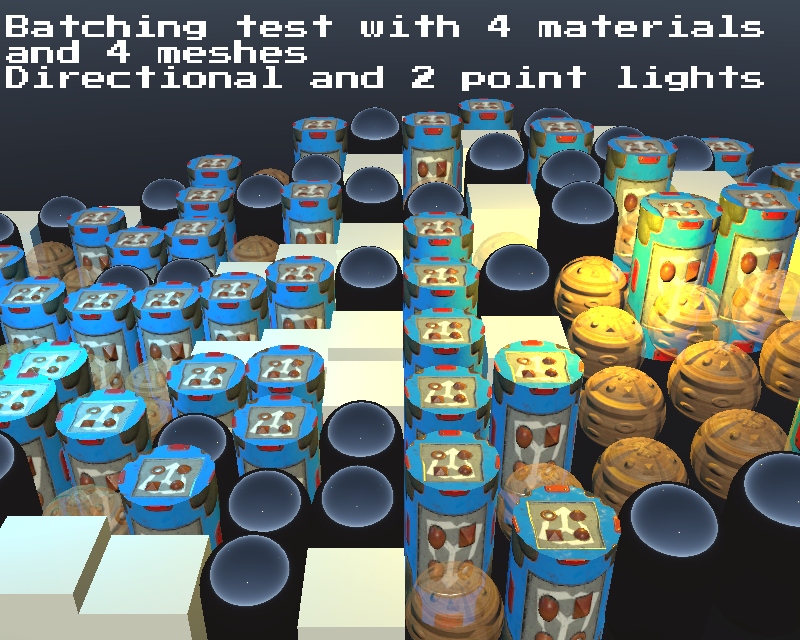 Batching test with 4 materials
and 4 meshes
Directional and 2 point lights